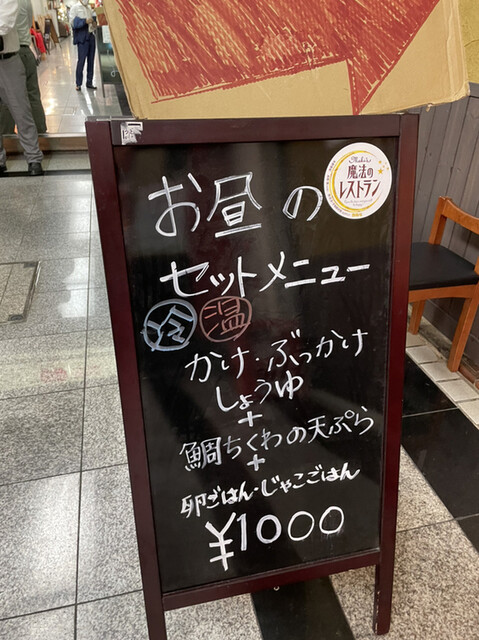 魔法の
レストラン
お昼の
セットメニュー
冷 温
かけ・ぶっかけ
しょうゆ
+
鯛ちくわの天ぷら
+
卵ごはん・じゃこごはん
¥1000